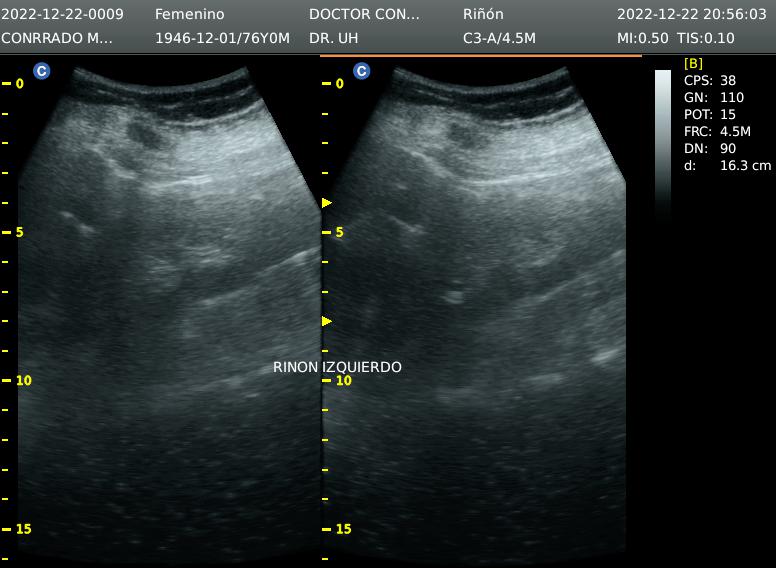 2022-12-22-0009 Femenino DOCTOR CON... Riñón 2022-12-22 20:56:03
CONRRADO M... 1946-12-01/76Y0M DR. UH C3-A/4.5M MI:0.50 TIS:0.10
C C [B]
0 0 CPS: 38
GN: 110
POT: 15
FRC: 4.5M
DN: 90
d: 16.3 cm
5 5
RINON IZQUIERDO
10 10
15 15